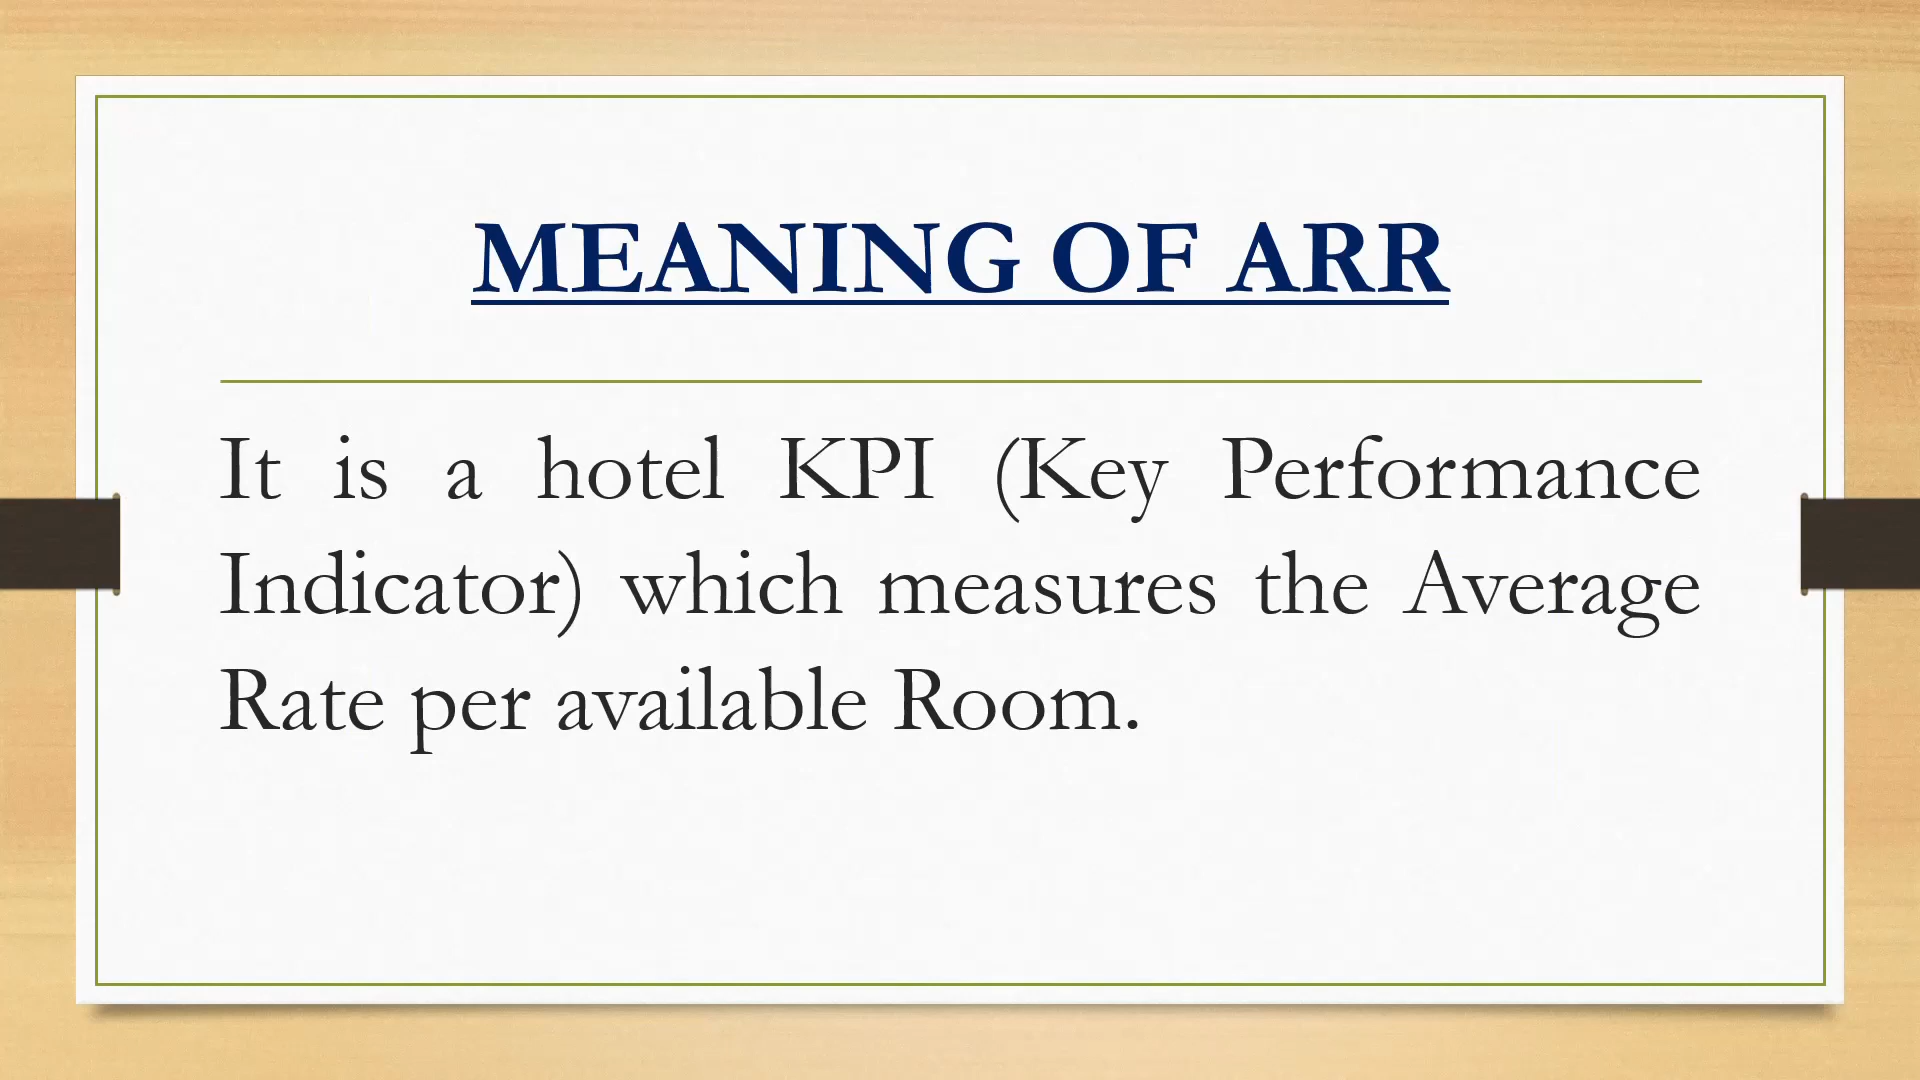 MEANING OF ARR
It is a hotel KPI (Key Performance
Indicator) which measures the Average
Rate per available Room.